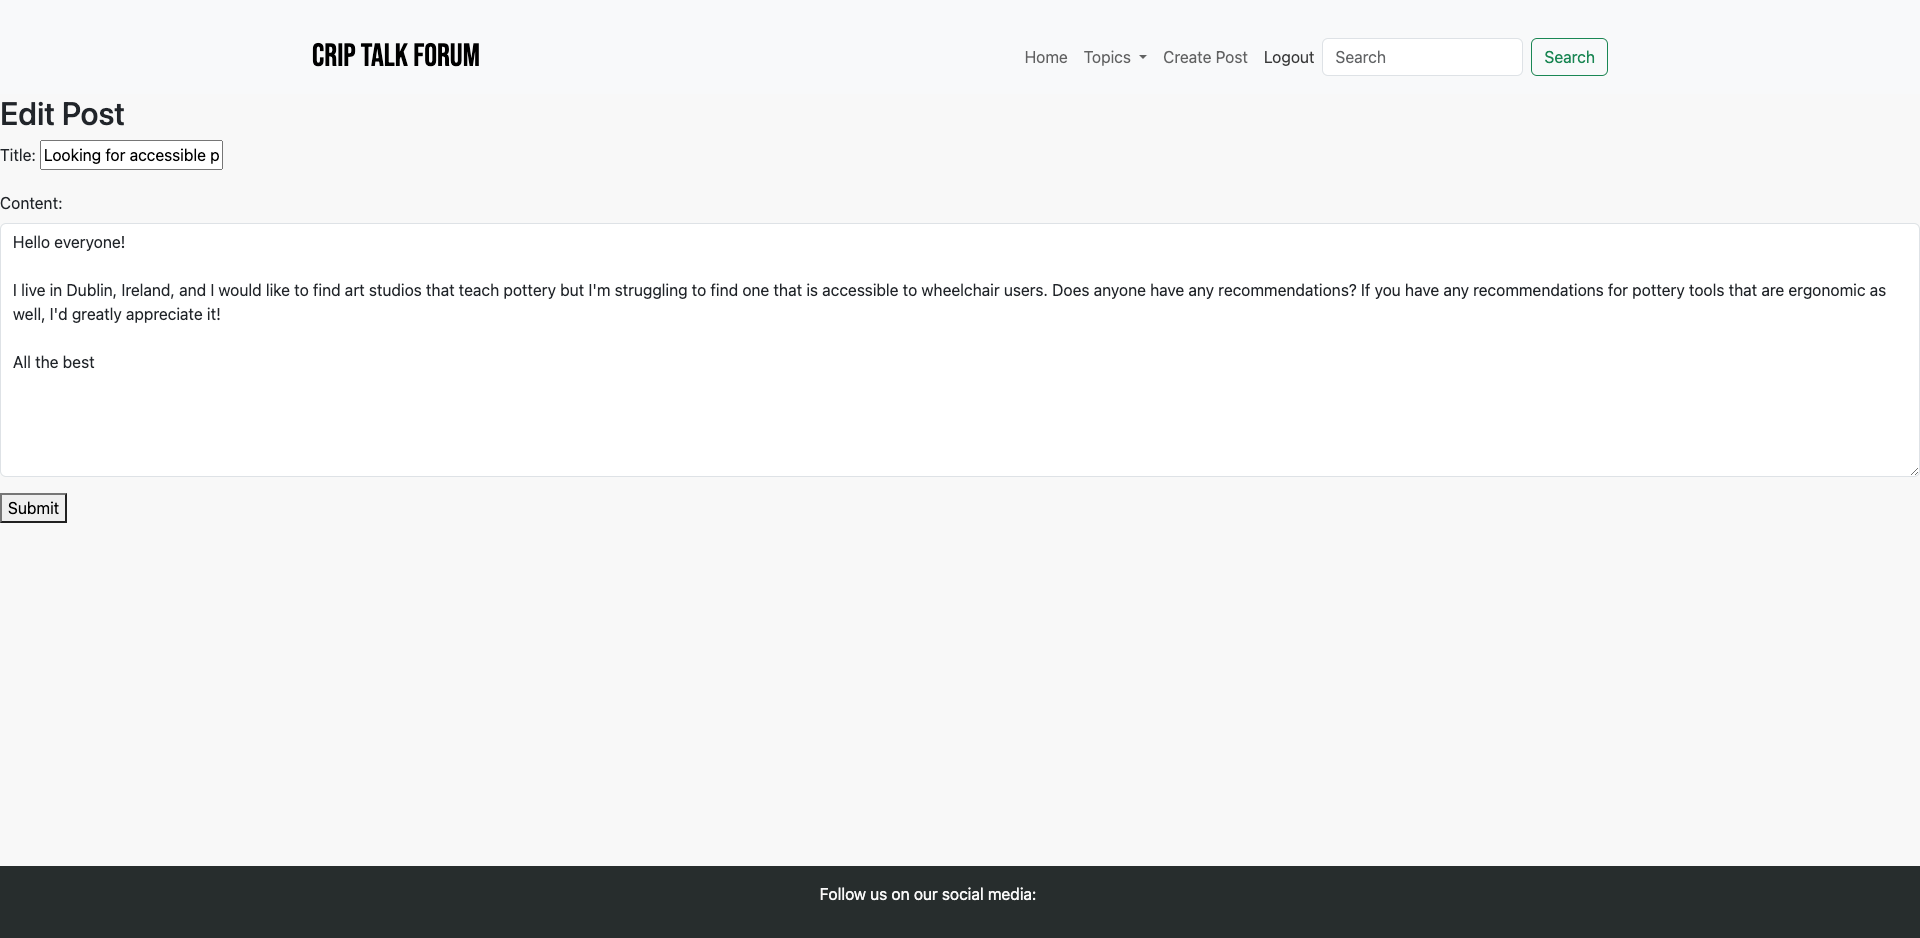 CRIP TALK FORUM
Home Topics Create Post Logout Search Search
Edit Post
Title: Looking for accessible p
Content:
Hello everyone!
I live in Dublin, Ireland, and I would like to find art studios that teach pottery but I'm struggling to find one that is accessible to wheelchair users. Does anyone have any recommendations? If you have any recommendations for pottery tools that are ergonomic as
well, I'd greatly appreciate it!
All the best
Submit
Follow us on our social media: